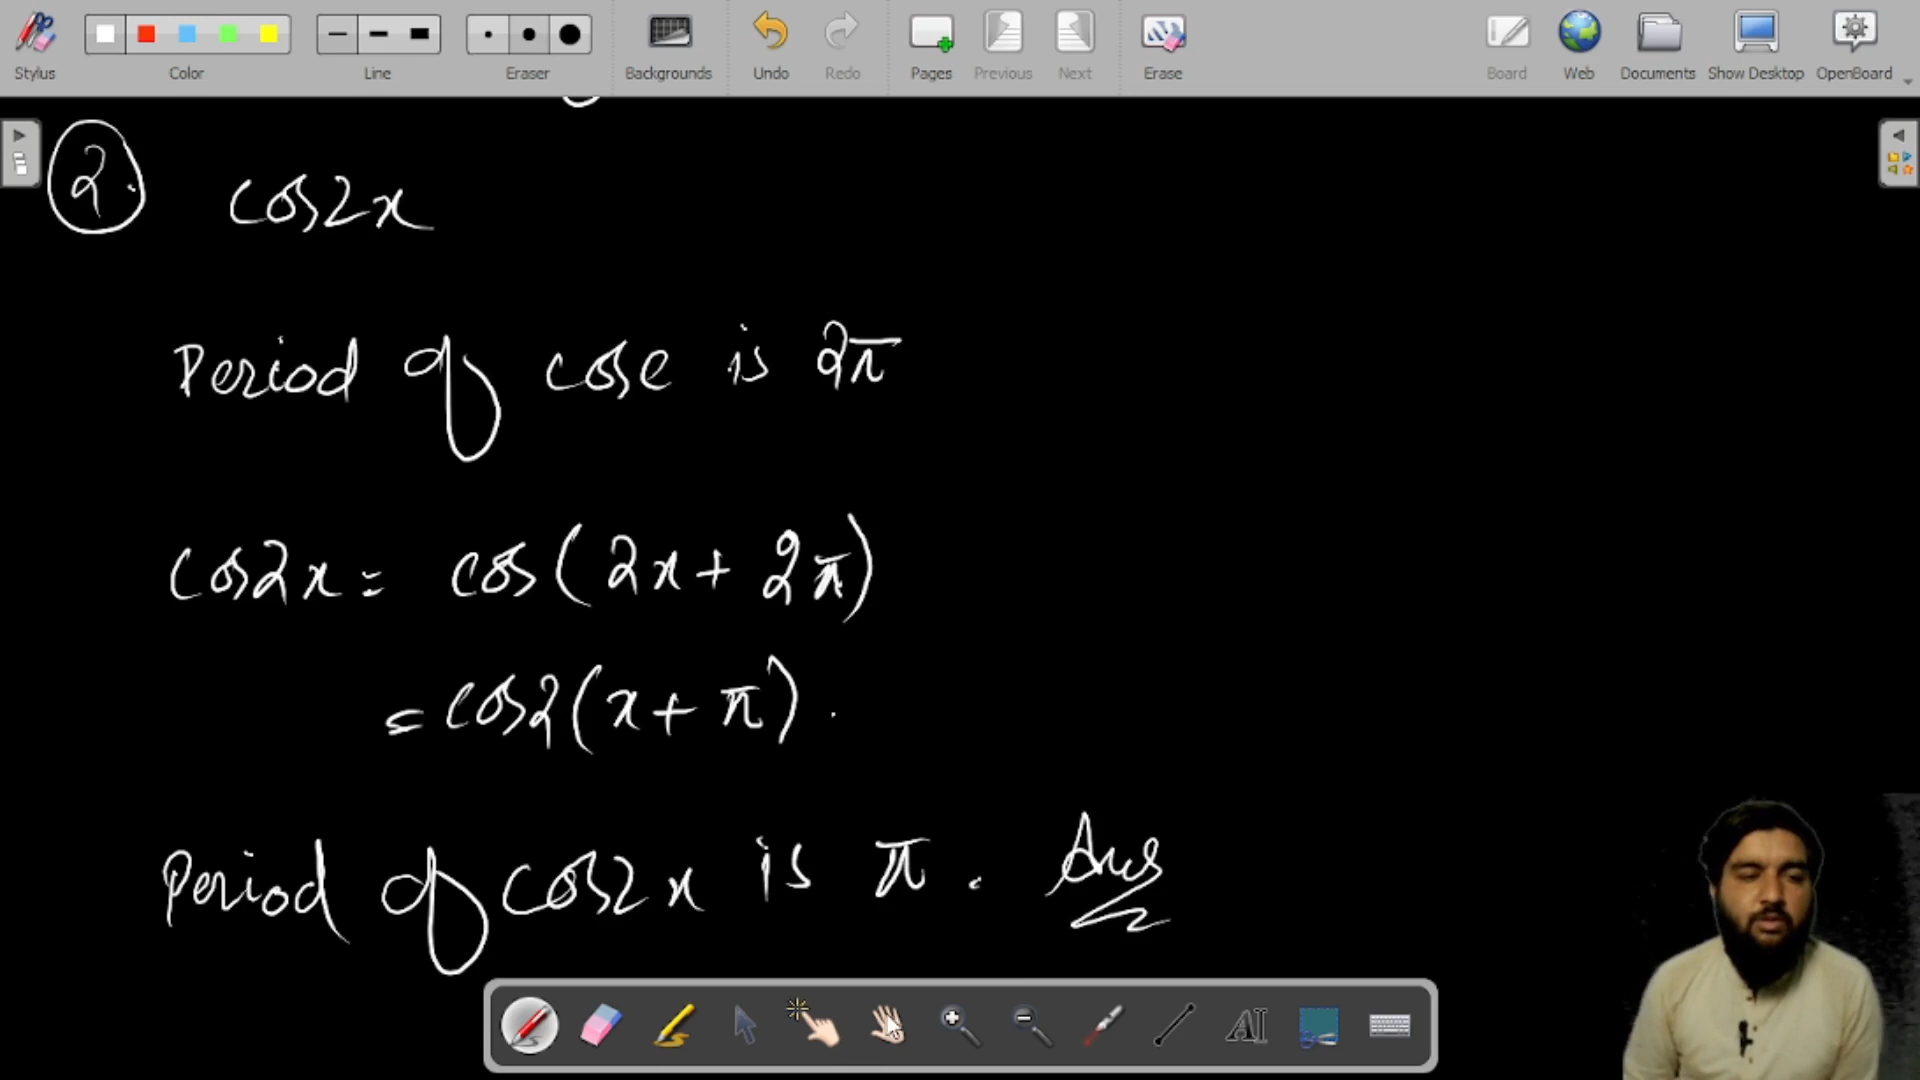 Stylus Color Line Eraser Backgrounds Undo Redo Pages Previous Next Erase Board Web Documents Show Desktop OpenBoard
2. cos2x
Period of cose is 2π
cos2x = cos(2x + 2π)
= cos2(x + π).
Period of cos2x is π. Ans
AI